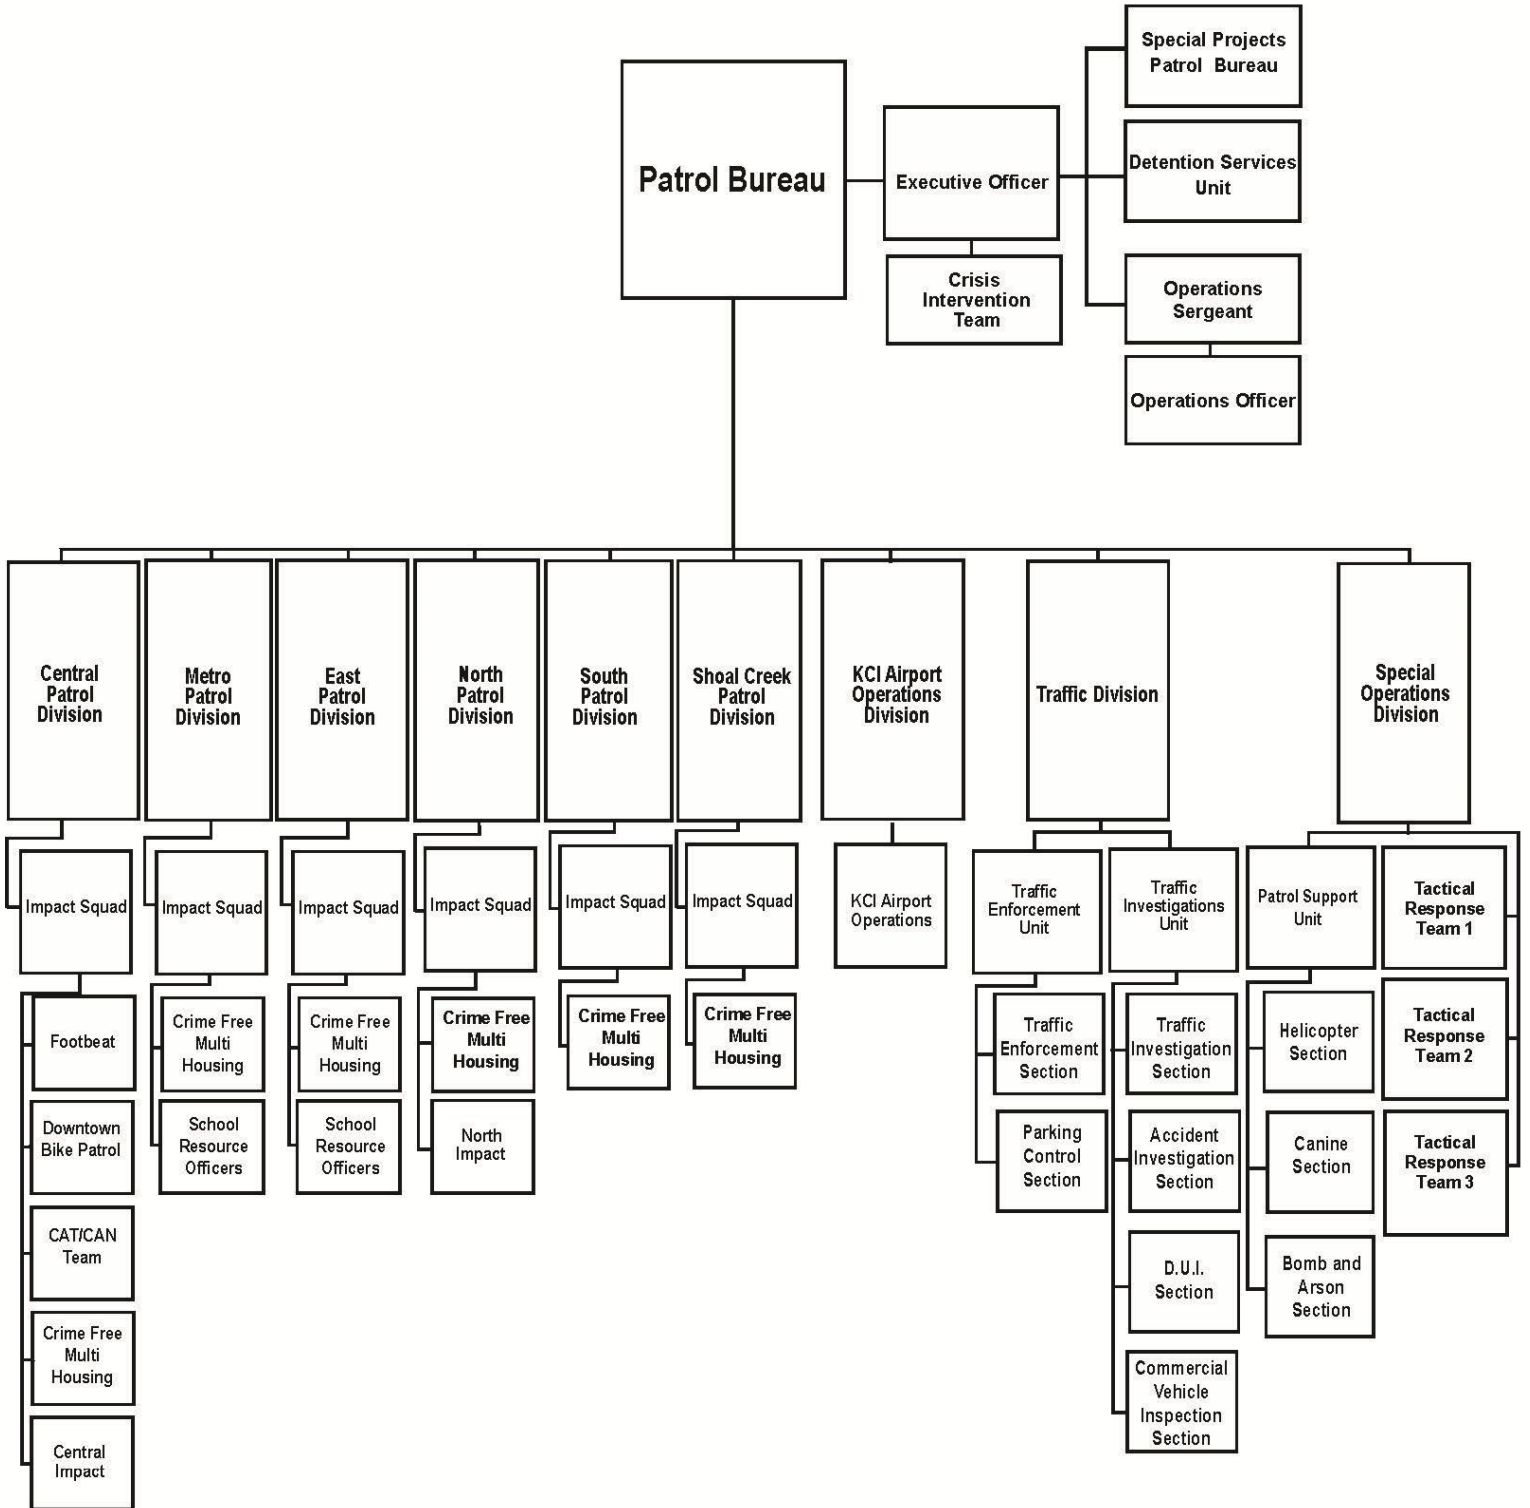 Special Projects
Patrol Bureau
Patrol Bureau
Executive Officer
Detention Services
Unit
Crisis
Intervention
Team
Operations
Sergeant
Operations Officer
Central
Patrol
Division
Metro
Patrol
Division
East
Patrol
Division
North
Patrol
Division
South
Patrol
Division
Shoal Creek
Patrol
Division
KCI Airport
Operations
Division
Traffic Division
Special
Operations
Division
Impact Squad
Impact Squad
Impact Squad
Impact Squad
Impact Squad
Impact Squad
KCI Airport
Operations
Traffic
Enforcement
Unit
Traffic
Investigations
Unit
Patrol Support
Unit
Tactical
Response
Team 1
Footbeat
Crime Free
Multi
Housing
Crime Free
Multi
Housing
Crime Free
Multi
Housing
Crime Free
Multi
Housing
Crime Free
Multi
Housing
Traffic
Enforcement
Section
Traffic
Investigation
Section
Helicopter
Section
Tactical
Response
Team 2
Downtown
Bike Patrol
School
Resource
Officers
School
Resource
Officers
North
Impact
Parking
Control
Section
Accident
Investigation
Section
Canine
Section
Tactical
Response
Team 3
CAT/CAN
Team
D.U.I.
Section
Bomb and
Arson
Section
Crime Free
Multi
Housing
Commercial
Vehicle
Inspection
Section
Central
Impact